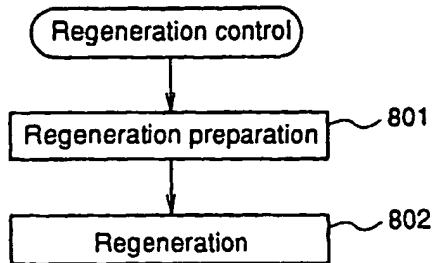 Regeneration control
Regeneration preparation
801
Regeneration
802